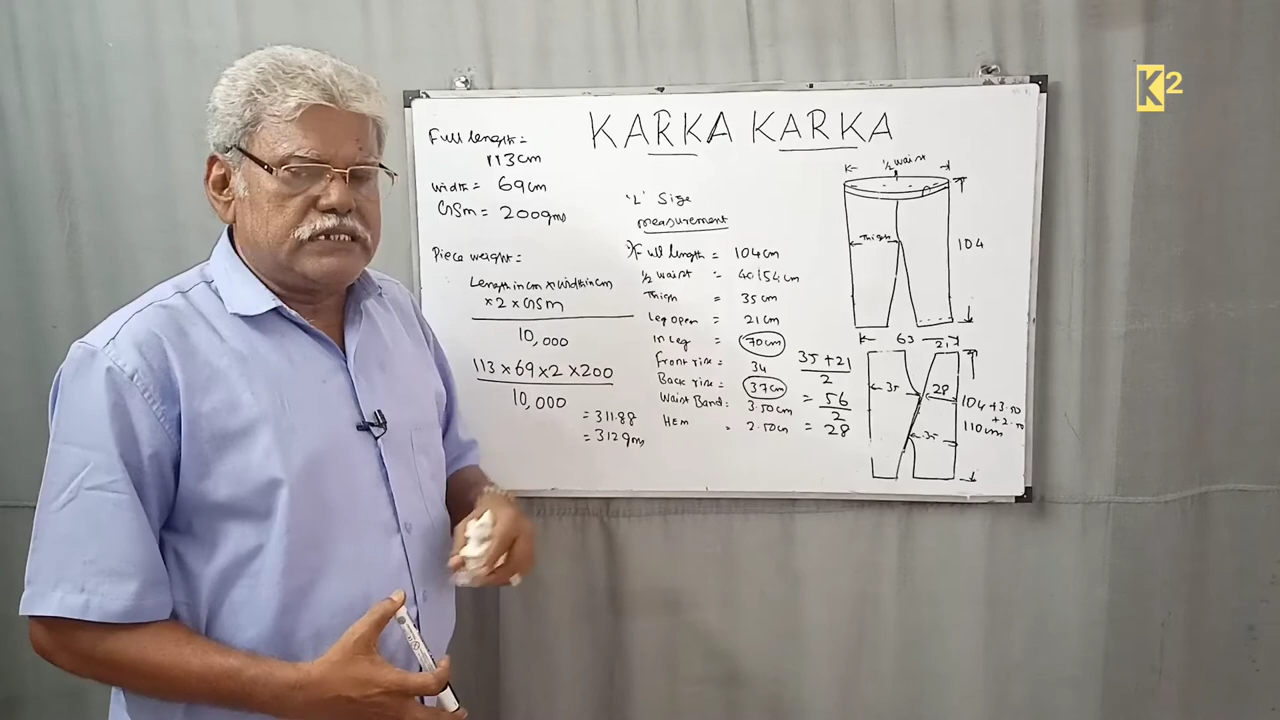 K2
KARKA KARKA
Full length =
113cm
width = 69cm
GSm = 200gms
Piece weight =
Length in cm x width in cm
x 2 x GSm
10,000
113 x 69 x 2 x 200
10,000
= 311.88
= 312gms
'L' Size
measurement
Full length = 104cm
1/2 waist = 40/54cm
Thigh = 35cm
Leg open = 21cm
In Leg = 70cm
Front rise = 34
Back rise = 37cm
Waist Band = 3.50cm
HEM = 2.50cm
35 + 21
2
= 56
2
= 28
1/2 waist
Thigh
104
63
21
35
28
35
104 + 3.50
+ 2.50
110cm